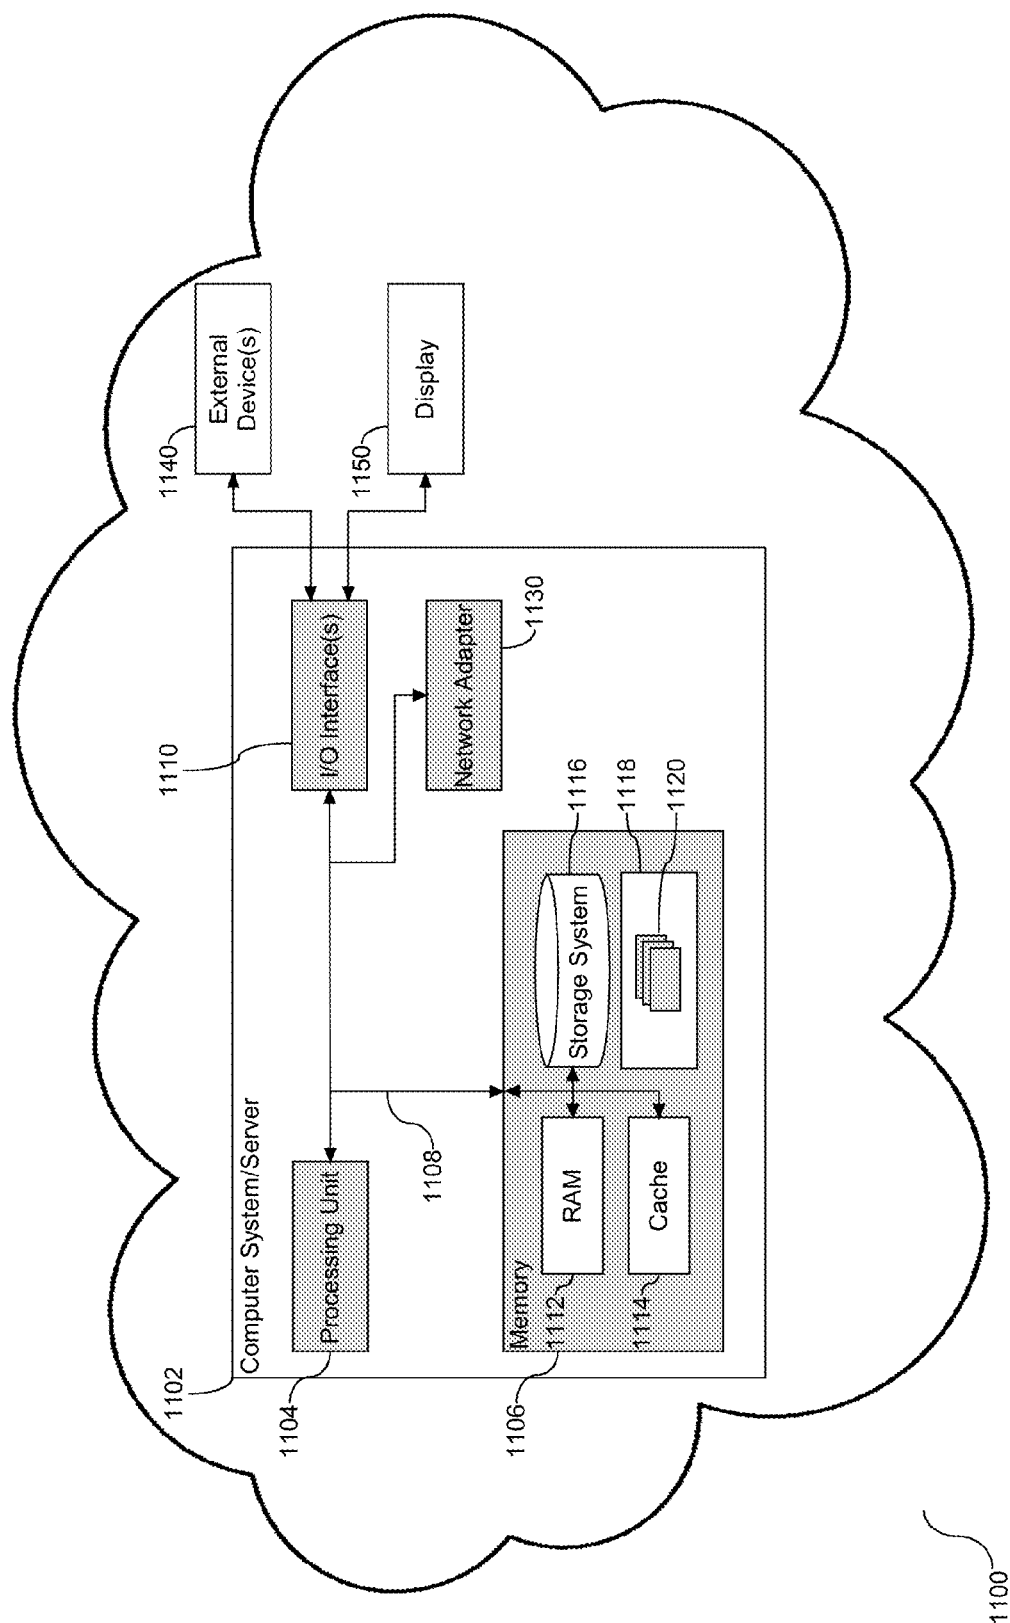 1102
Computer System/Server
1104
Processing Unit
1108
1110
I/O Interface(s)
1140
External
Device(s)
1150
Display
Network Adapter
1130
1106
Memory
1112
RAM
1114
Cache
Storage System
1116
1118
1120
1100